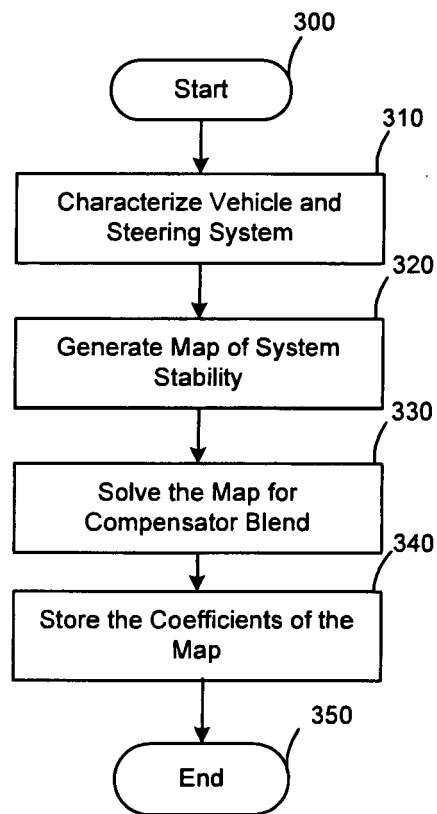 300
Start
310
Characterize Vehicle and
Steering System
320
Generate Map of System
Stability
330
Solve the Map for
Compensator Blend
340
Store the Coefficients of the
Map
350
End